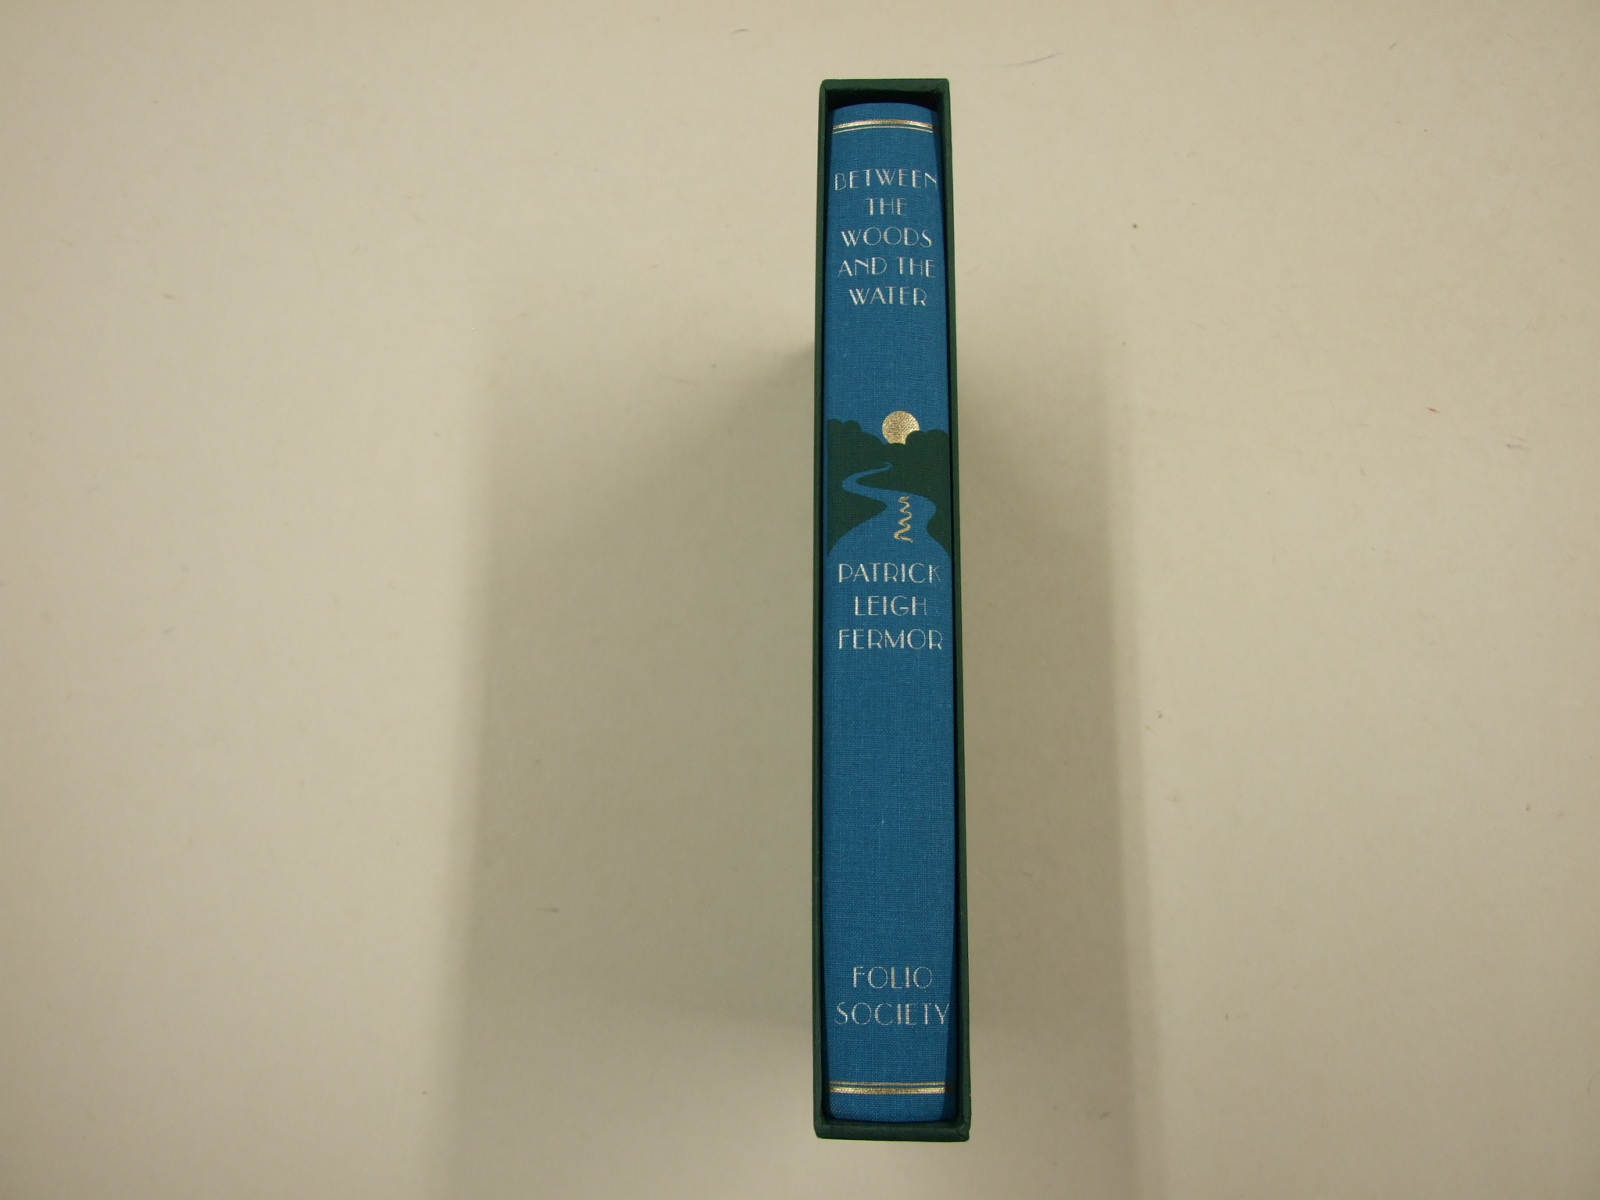 BETWEEN
THE
WOODS
AND THE
WATER
PATRICK
LEIGH
FERMOR
FOLIO
SOCIETY